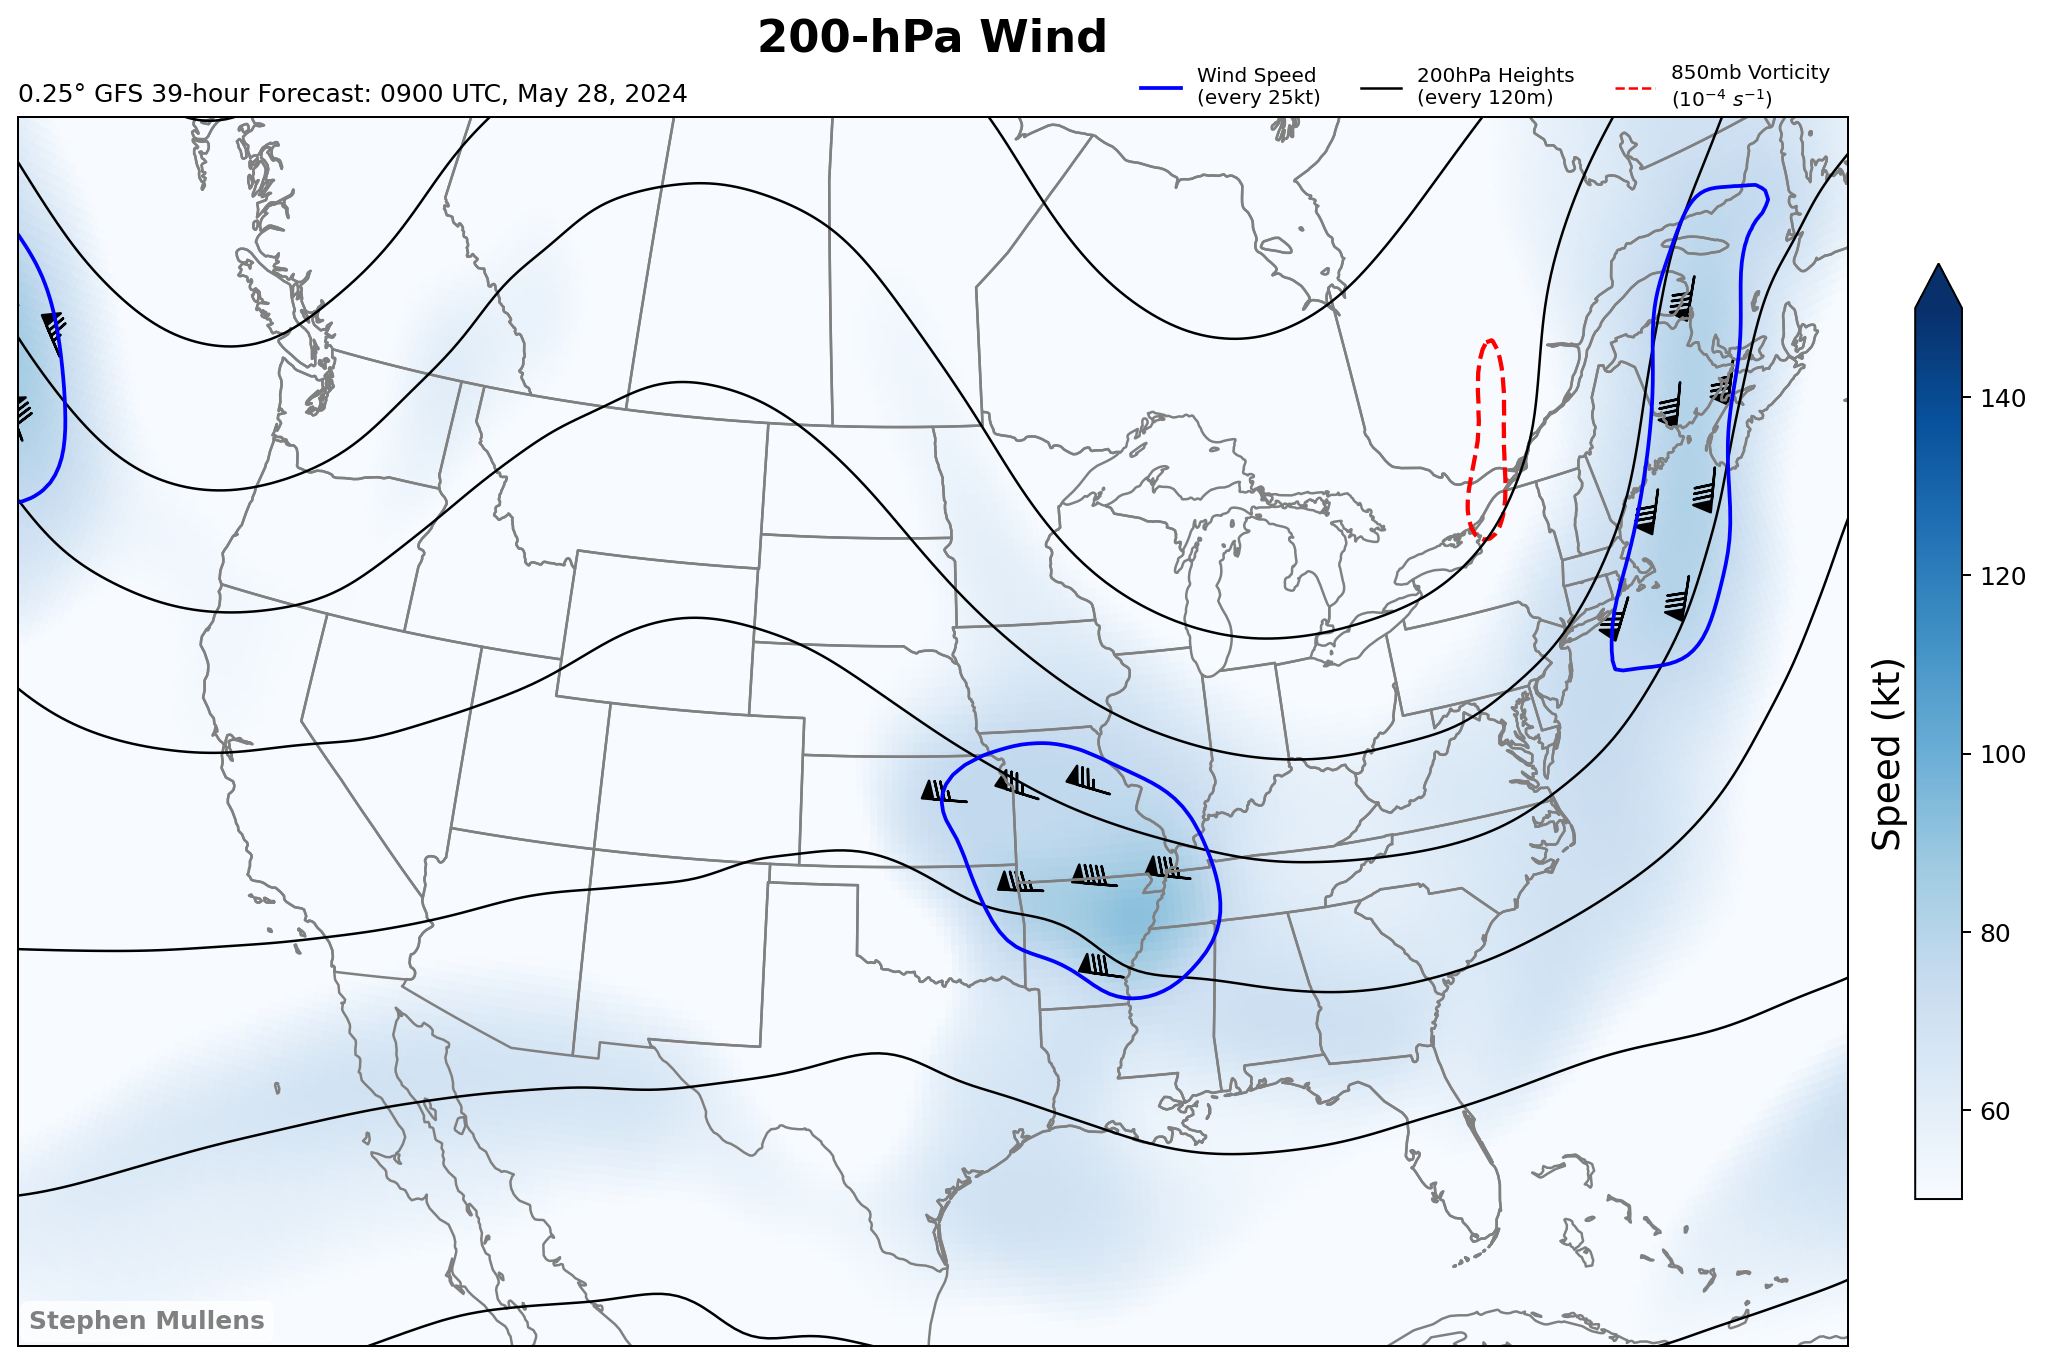 200-hPa Wind
0.25° GFS 39-hour Forecast: 0900 UTC, May 28, 2024
Wind Speed
(every 25kt)
200hPa Heights
(every 120m)
850mb Vorticity
(10⁻⁴ s⁻¹)
140
120
100
80
60
Speed (kt)
Stephen Mullens